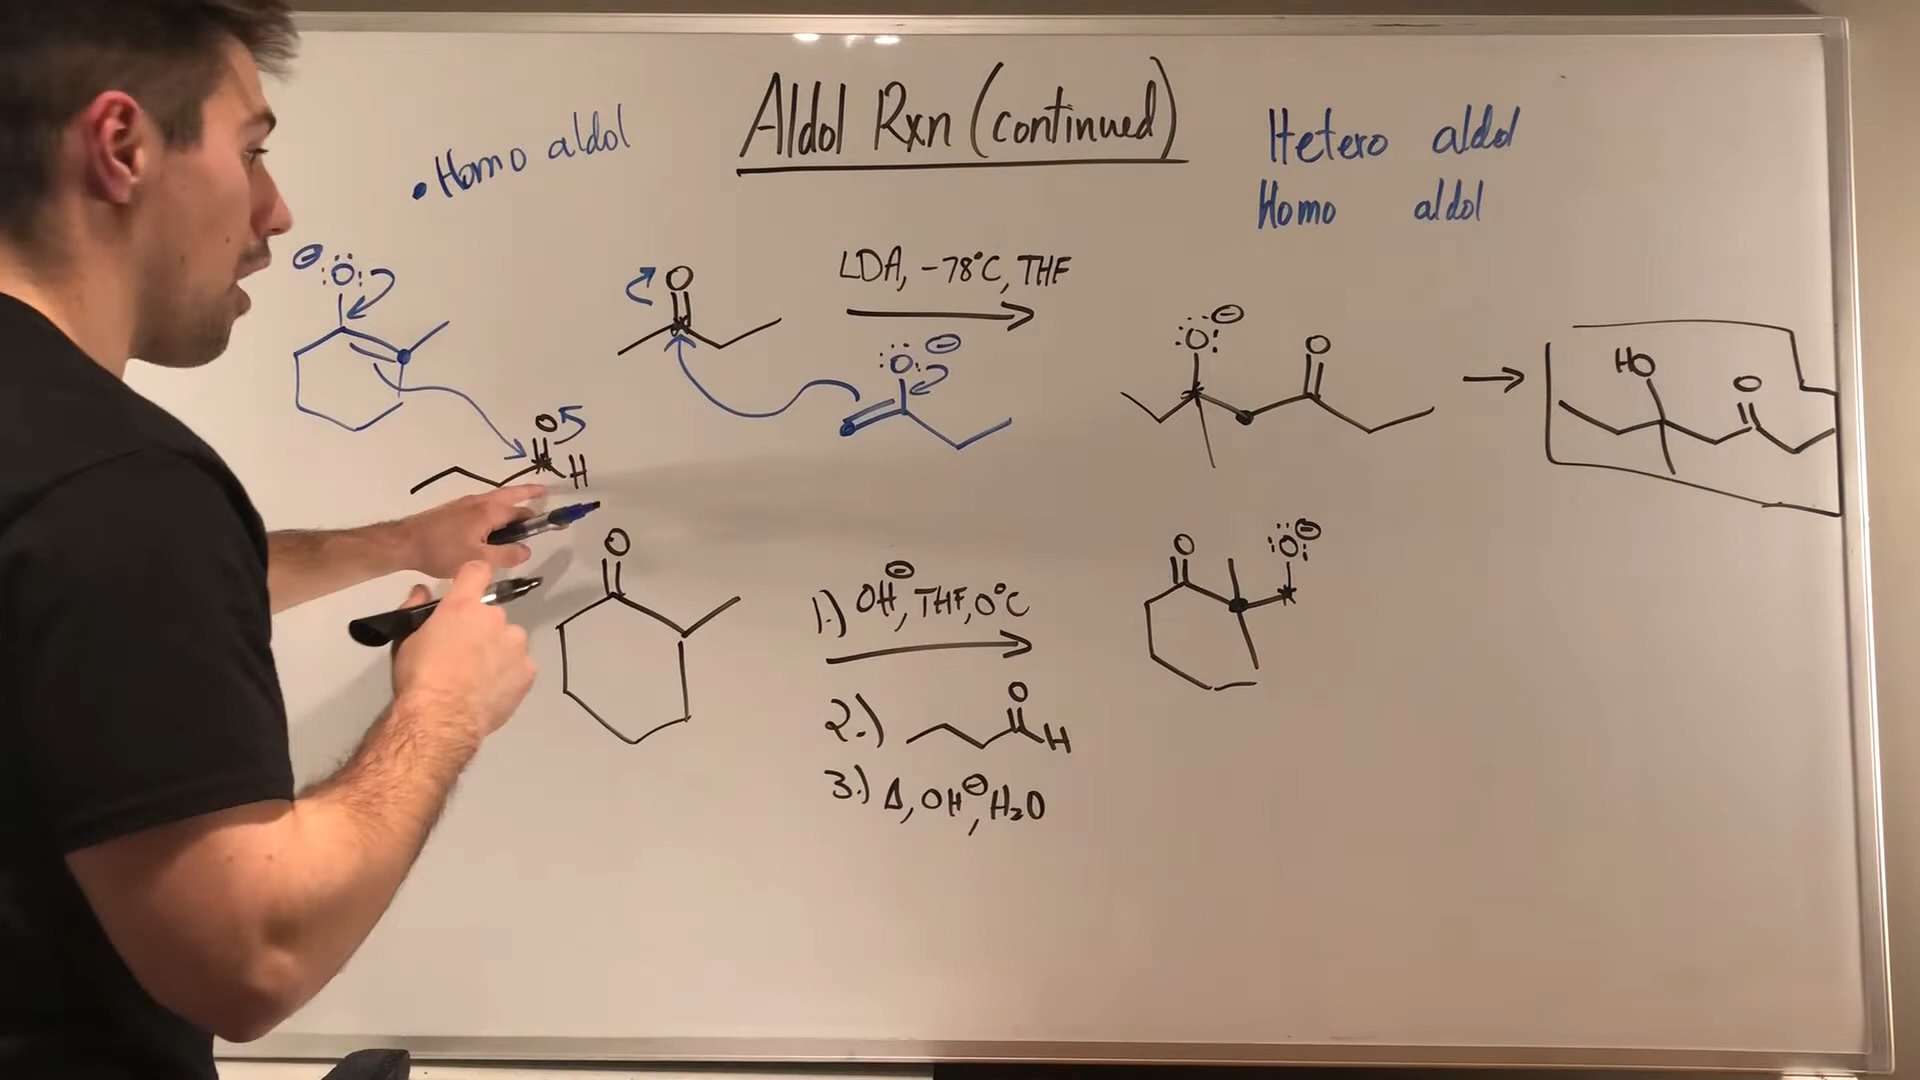 Aldol Rxn (continued)
• Homo aldol
Hetero aldol
Homo aldol
⊖ :Ö:
O
LDA, -78°C, THF
:Ö: ⊖
:Ö: ⊖
O
HO
O
O
H
O
1.) OH⊖, THF, 0°C
2.) O
H
3.) Δ, OH⊖, H₂O
O
:Ö: ⊖